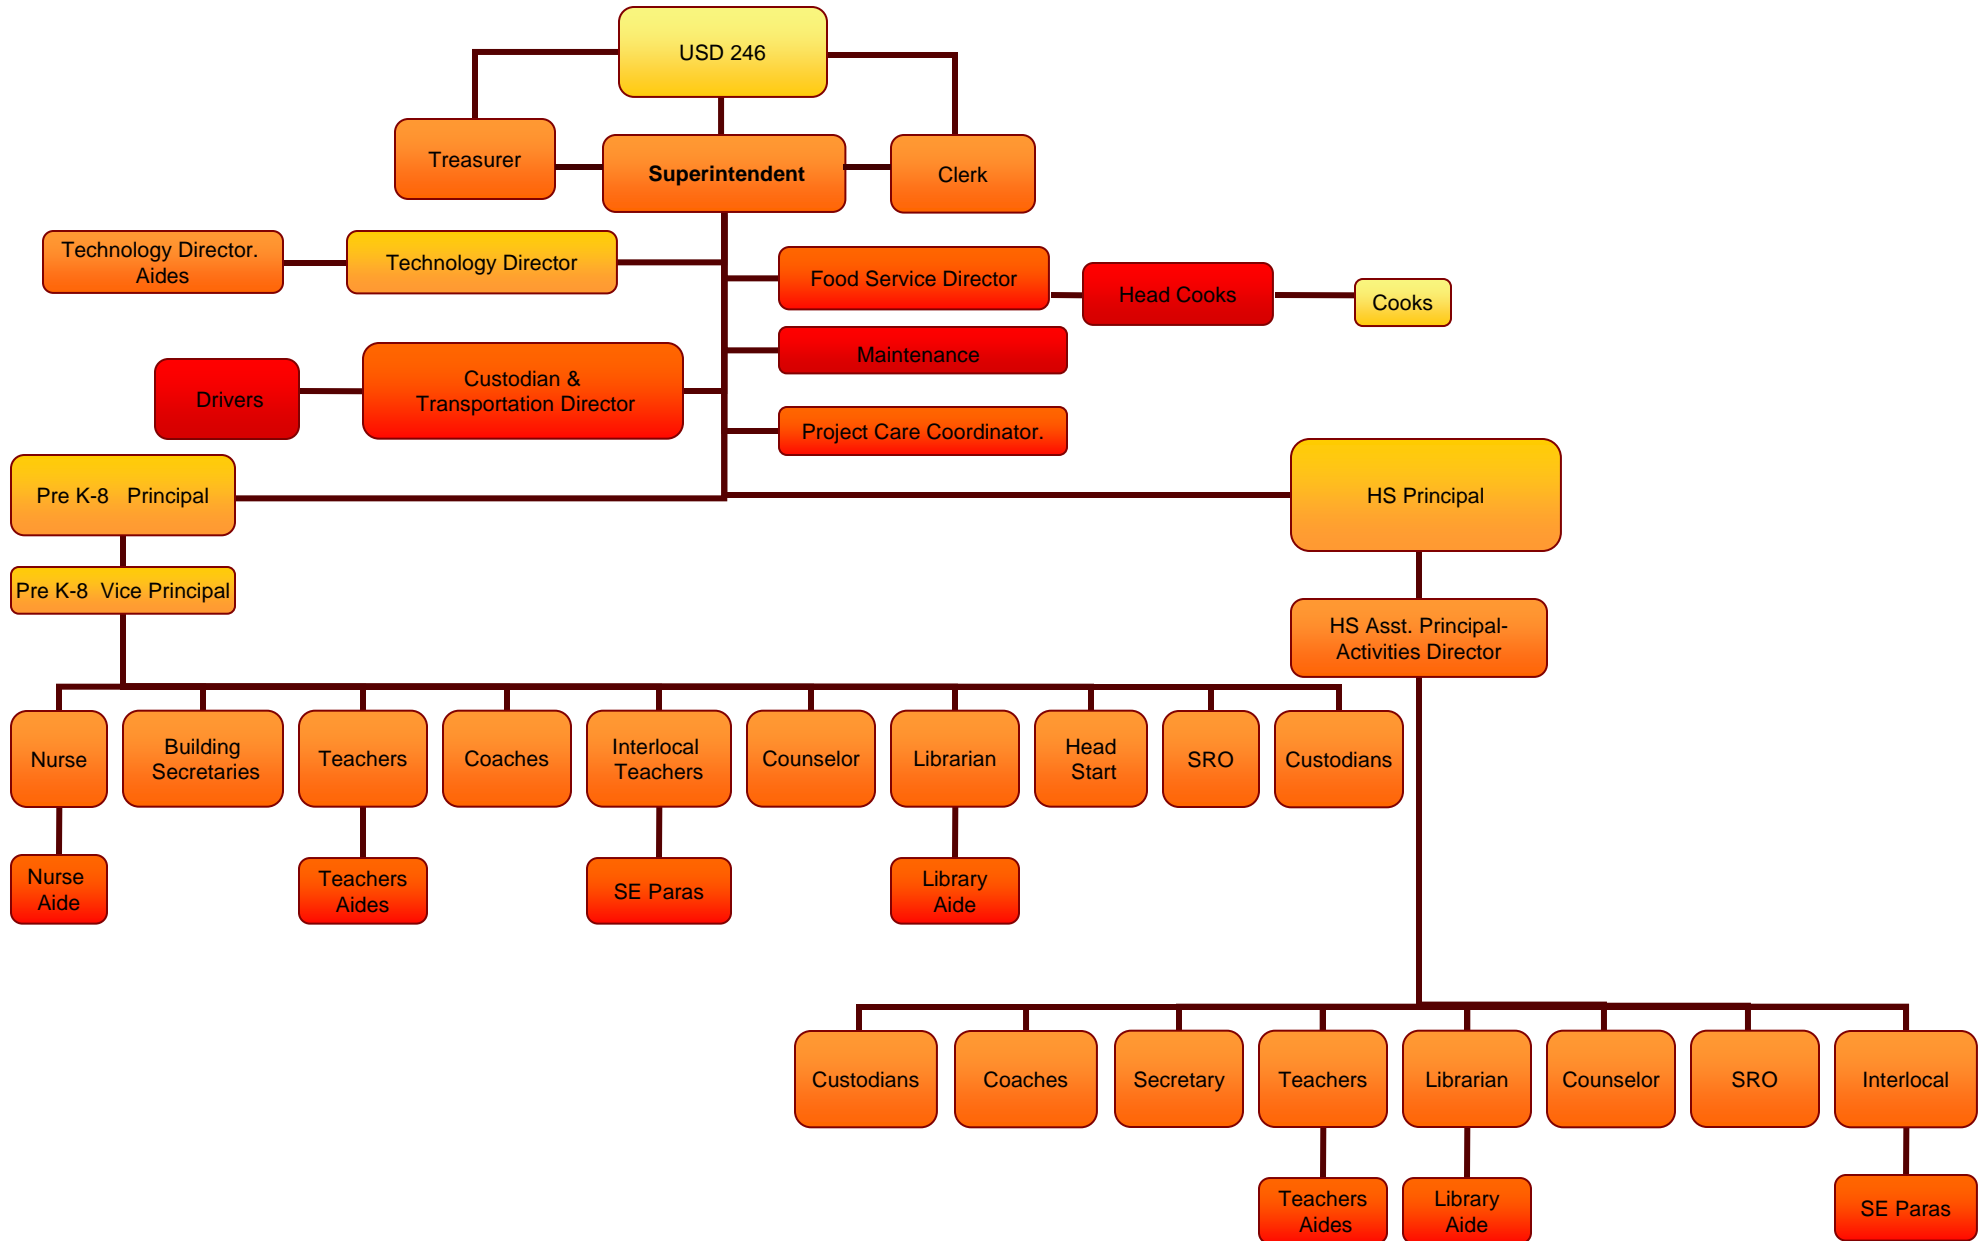 USD 246
Treasurer
Superintendent
Clerk
Technology Director.
Aides
Technology Director
Food Service Director
Head Cooks
Cooks
Maintenance
Drivers
Custodian &
Transportation Director
Project Care Coordinator.
Pre K-8 Principal
HS Principal
Pre K-8 Vice Principal
HS Asst. Principal-
Activities Director
Nurse
Building
Secretaries
Teachers
Coaches
Interlocal
Teachers
Counselor
Librarian
Head
Start
SRO
Custodians
Nurse
Aide
Teachers
Aides
SE Paras
Library
Aide
Custodians
Coaches
Secretary
Teachers
Librarian
Counselor
SRO
Interlocal
Teachers
Aides
Library
Aide
SE Paras